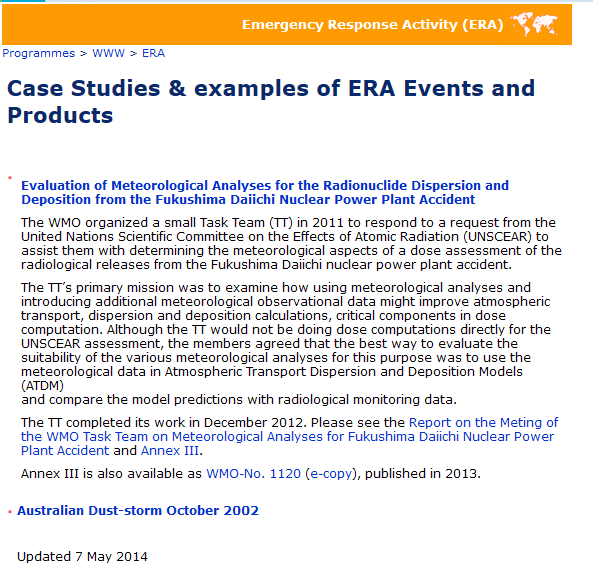 Emergency Response Activity (ERA)
Programmes > WWW > ERA
Case Studies & examples of ERA Events and
Products
Evaluation of Meteorological Analyses for the Radionuclide Dispersion and
Deposition from the Fukushima Daiichi Nuclear Power Plant Accident
The WMO organized a small Task Team (TT) in 2011 to respond to a request from the
United Nations Scientific Committee on the Effects of Atomic Radiation (UNSCEAR) to
assist them with determining the meteorological aspects of a dose assessment of the
radiological releases from the Fukushima Daiichi nuclear power plant accident.
The TT’s primary mission was to examine how using meteorological analyses and
introducing additional meteorological observational data might improve atmospheric
transport, dispersion and deposition calculations, critical components in dose
computation. Although the TT would not be doing dose computations directly for the
UNSCEAR assessment, the members agreed that the best way to evaluate the
suitability of the various meteorological analyses for this purpose was to use the
meteorological data in Atmospheric Transport Dispersion and Deposition Models
(ATDM)
and compare the model predictions with radiological monitoring data.
The TT completed its work in December 2012. Please see the Report on the Meting of
the WMO Task Team on Meteorological Analyses for Fukushima Daiichi Nuclear Power
Plant Accident and Annex III.
Annex III is also available as WMO-No. 1120 (e-copy), published in 2013.
Australian Dust-storm October 2002
Updated 7 May 2014